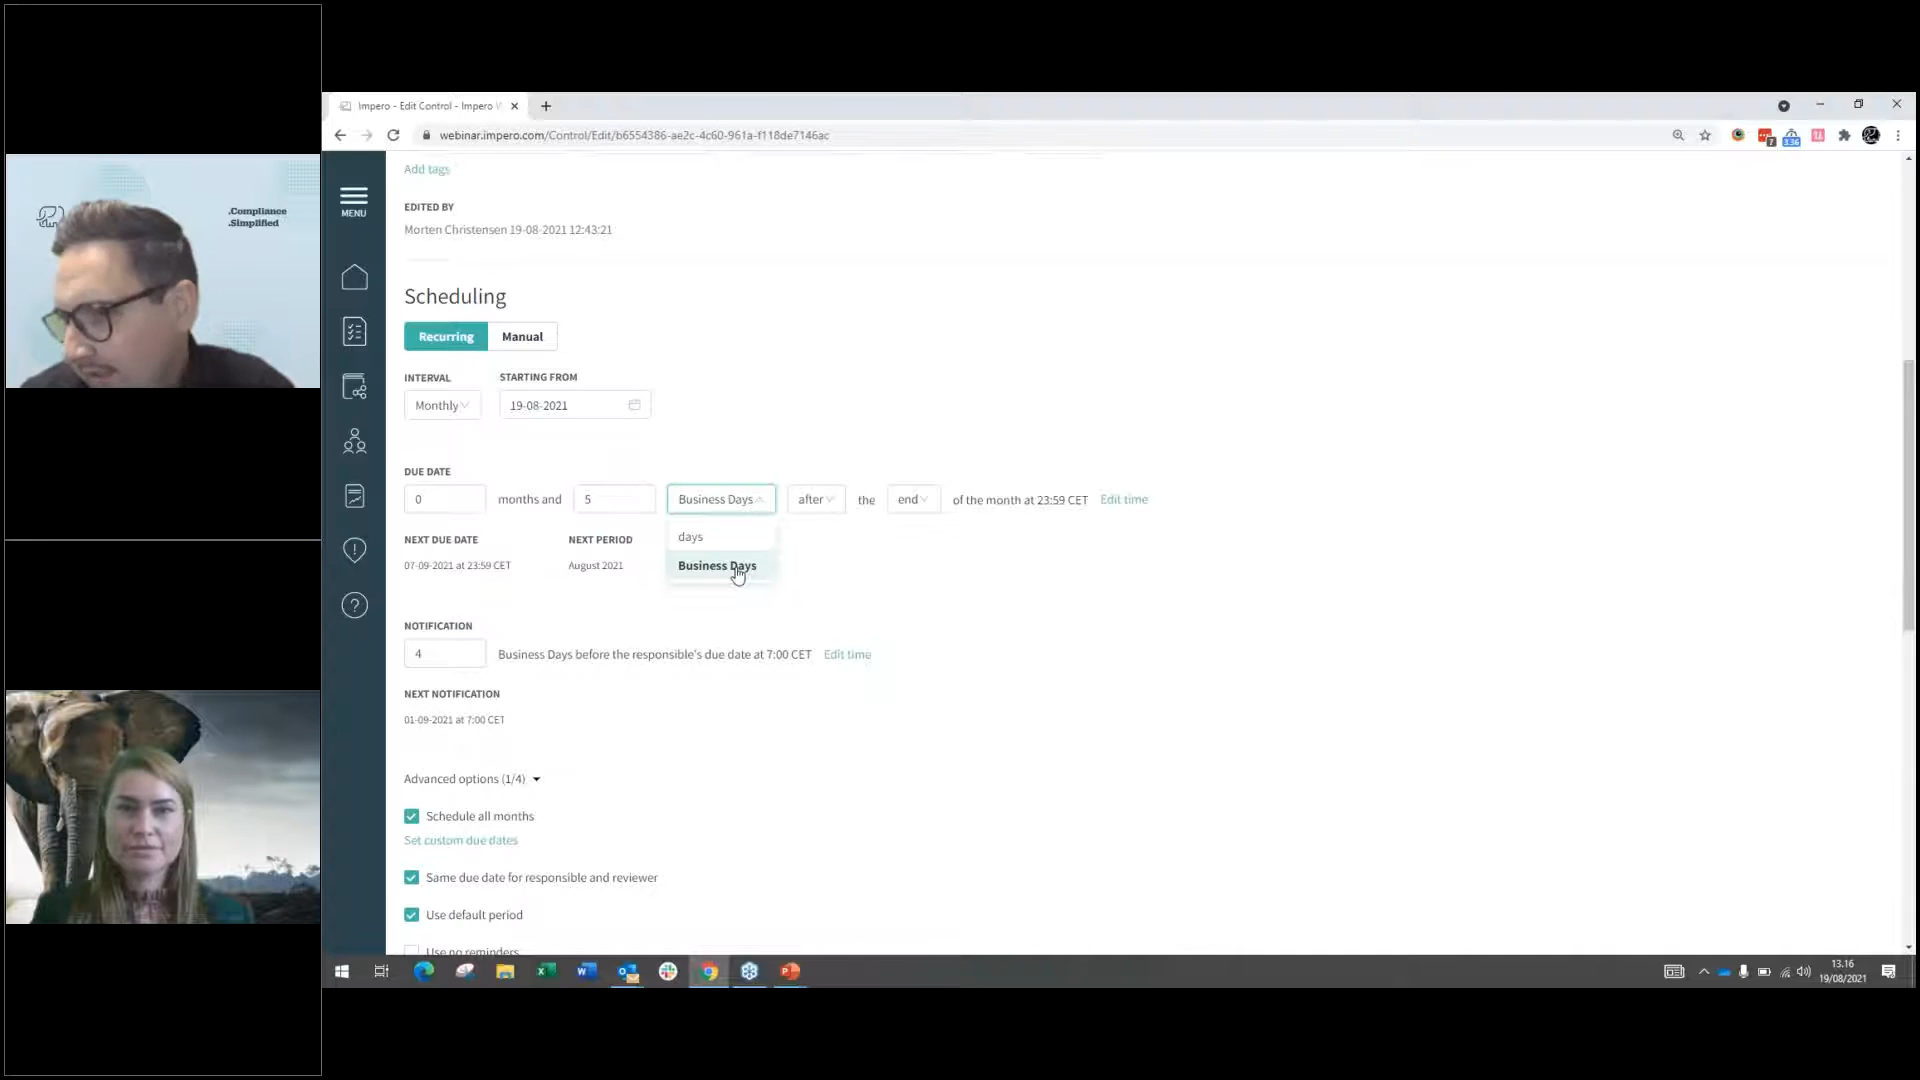 .Compliance
.Simplified
Impero - Edit Control - Impero
webinar.impero.com/Control/Edit/b6554386-ae2c-4c60-961a-f118de7146ac
7
3.36
MENU
Add tags
EDITED BY
Morten Christensen 19-08-2021 12:43:21
Scheduling
Recurring Manual
INTERVAL STARTING FROM
Monthly 19-08-2021
DUE DATE
0 months and 5 Business Days after the end of the month at 23:59 CET Edit time
days
Business Days
NEXT DUE DATE NEXT PERIOD
07-09-2021 at 23:59 CET August 2021
NOTIFICATION
4 Business Days before the responsible's due date at 7:00 CET Edit time
NEXT NOTIFICATION
01-09-2021 at 7:00 CET
Advanced options (1/4)
Schedule all months
Set custom due dates
Same due date for responsible and reviewer
Use default period
Use no reminders
13.16
19/08/2021